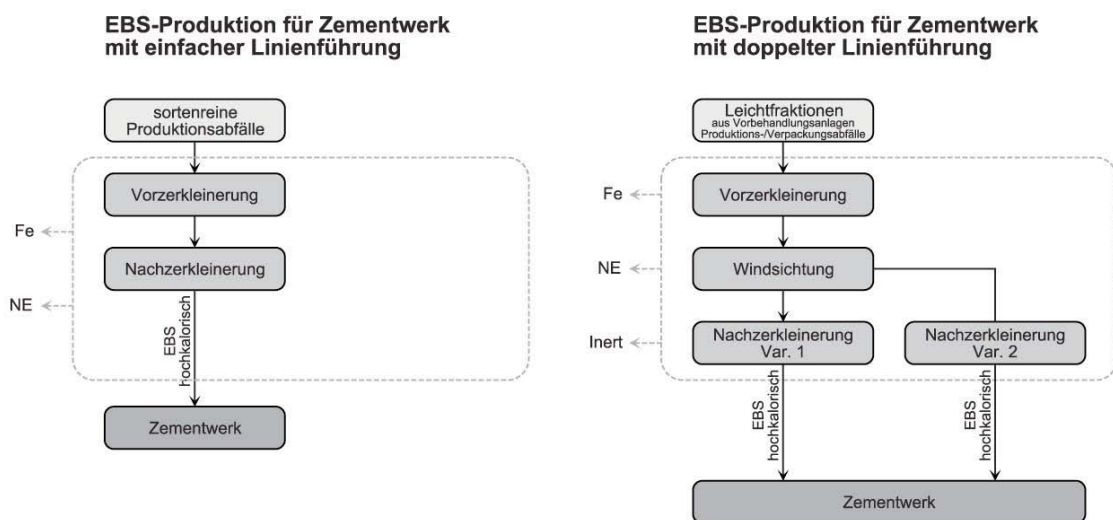 EBS-Produktion für Zementwerk
mit einfacher Linienführung
sortenreine
Produktionsabfälle
Vorzerkleinerung
Fe
Nachzerkleinerung
NE
EBS
hochkalorisch
Zementwerk
EBS-Produktion für Zementwerk
mit doppelter Linienführung
Leichtfraktionen
aus Vorbehandlungsanlagen
Produktions-/Verpackungsabfälle
Fe
Vorzerkleinerung
NE
Windsichtung
Inert
Nachzerkleinerung
Var. 1
Nachzerkleinerung
Var. 2
EBS
hochkalorisch
EBS
hochkalorisch
Zementwerk